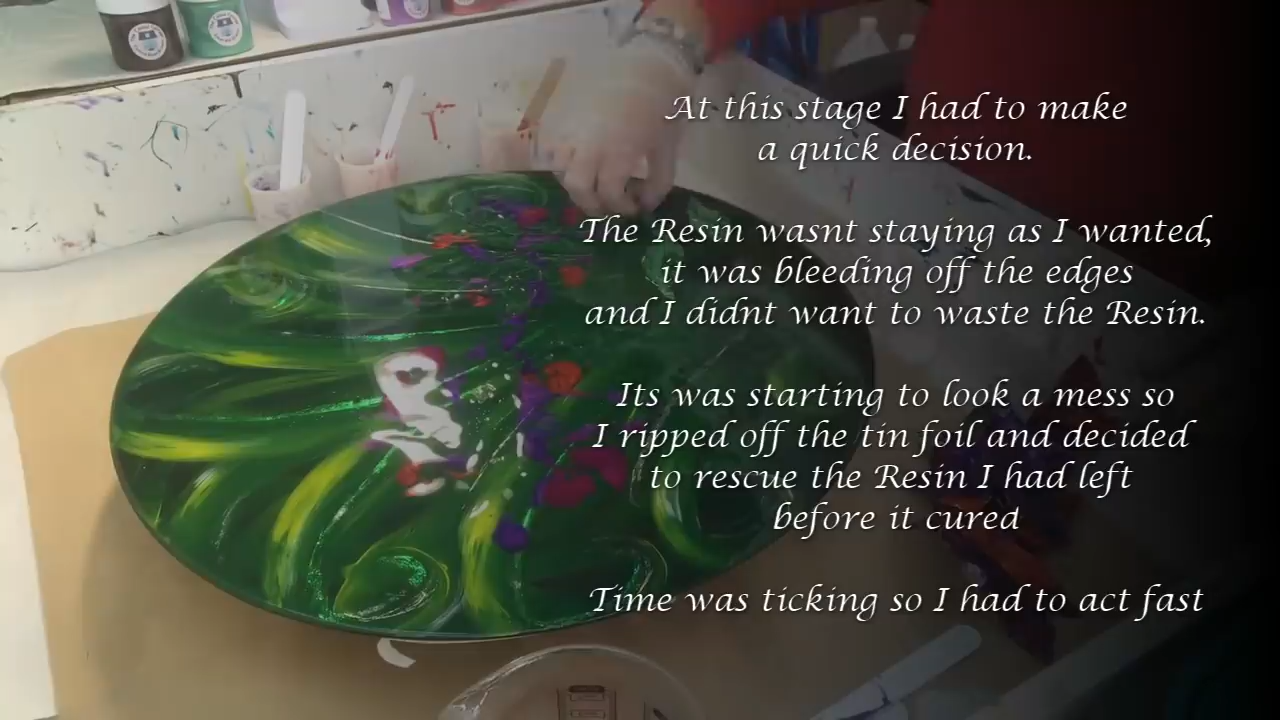 At this stage I had to make
a quick decision.
The Resin wasnt staying as I wanted,
it was bleeding off the edges
and I didnt want to waste the Resin.
Its was starting to look a mess so
I ripped off the tin foil and decided
to rescue the Resin I had left
before it cured
Time was ticking so I had to act fast